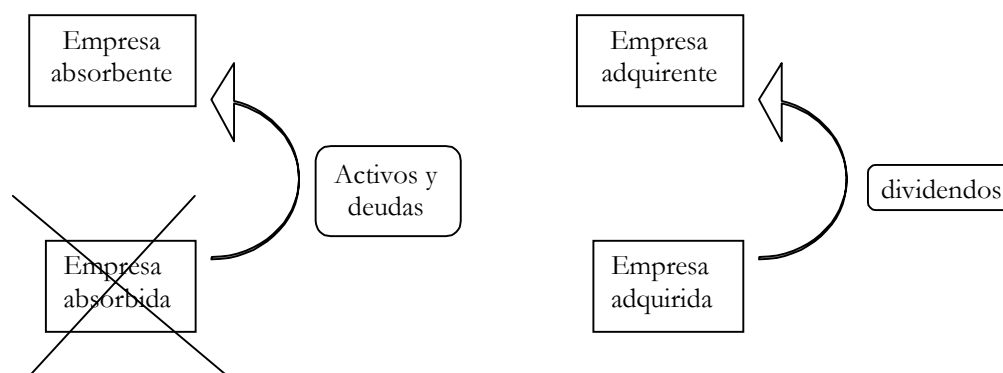 Empresa
absorbente
Empresa
adquirente
Activos y
deudas
dividendos
Empresa
absorbida
Empresa
adquirida